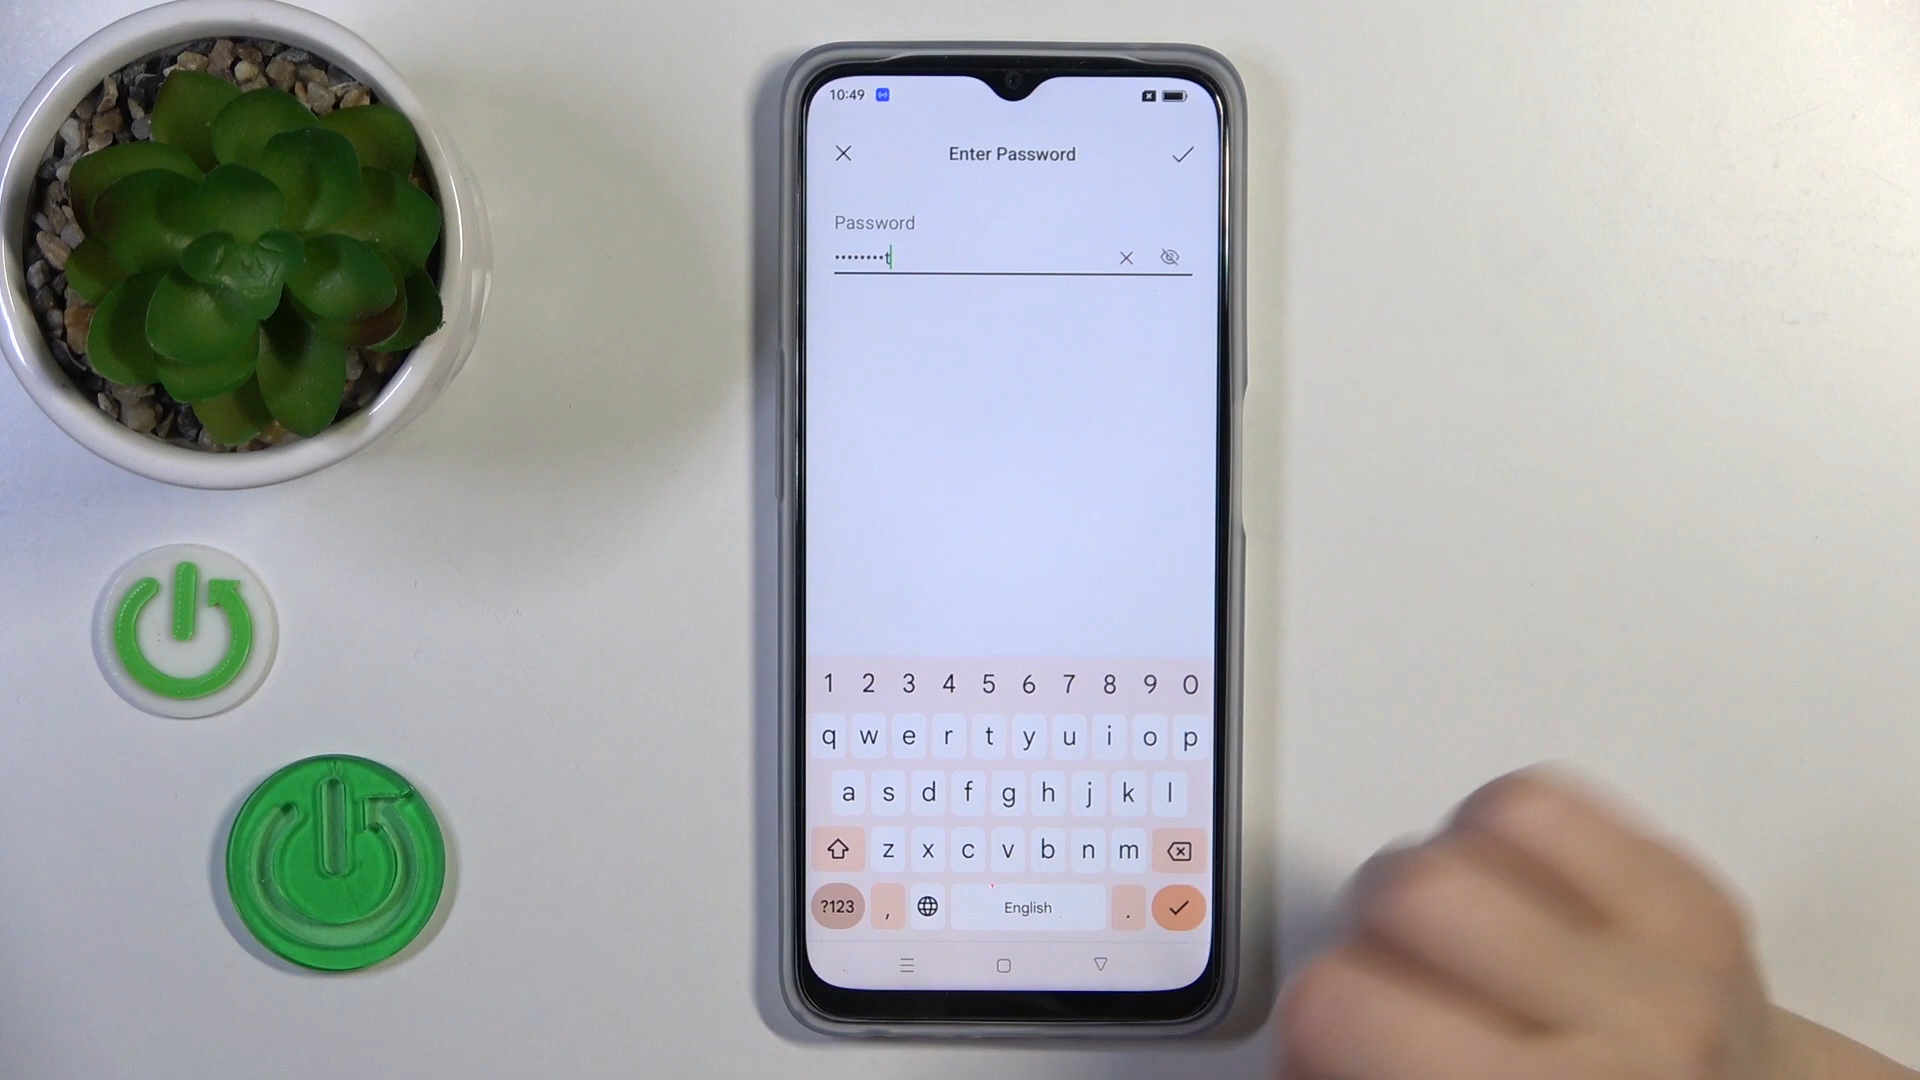 10:49
Enter Password
Password
••••••••t
1 2 3 4 5 6 7 8 9 0
q w e r t y u i o p
a s d f g h j k l
z x c v b n m
?123 , English .